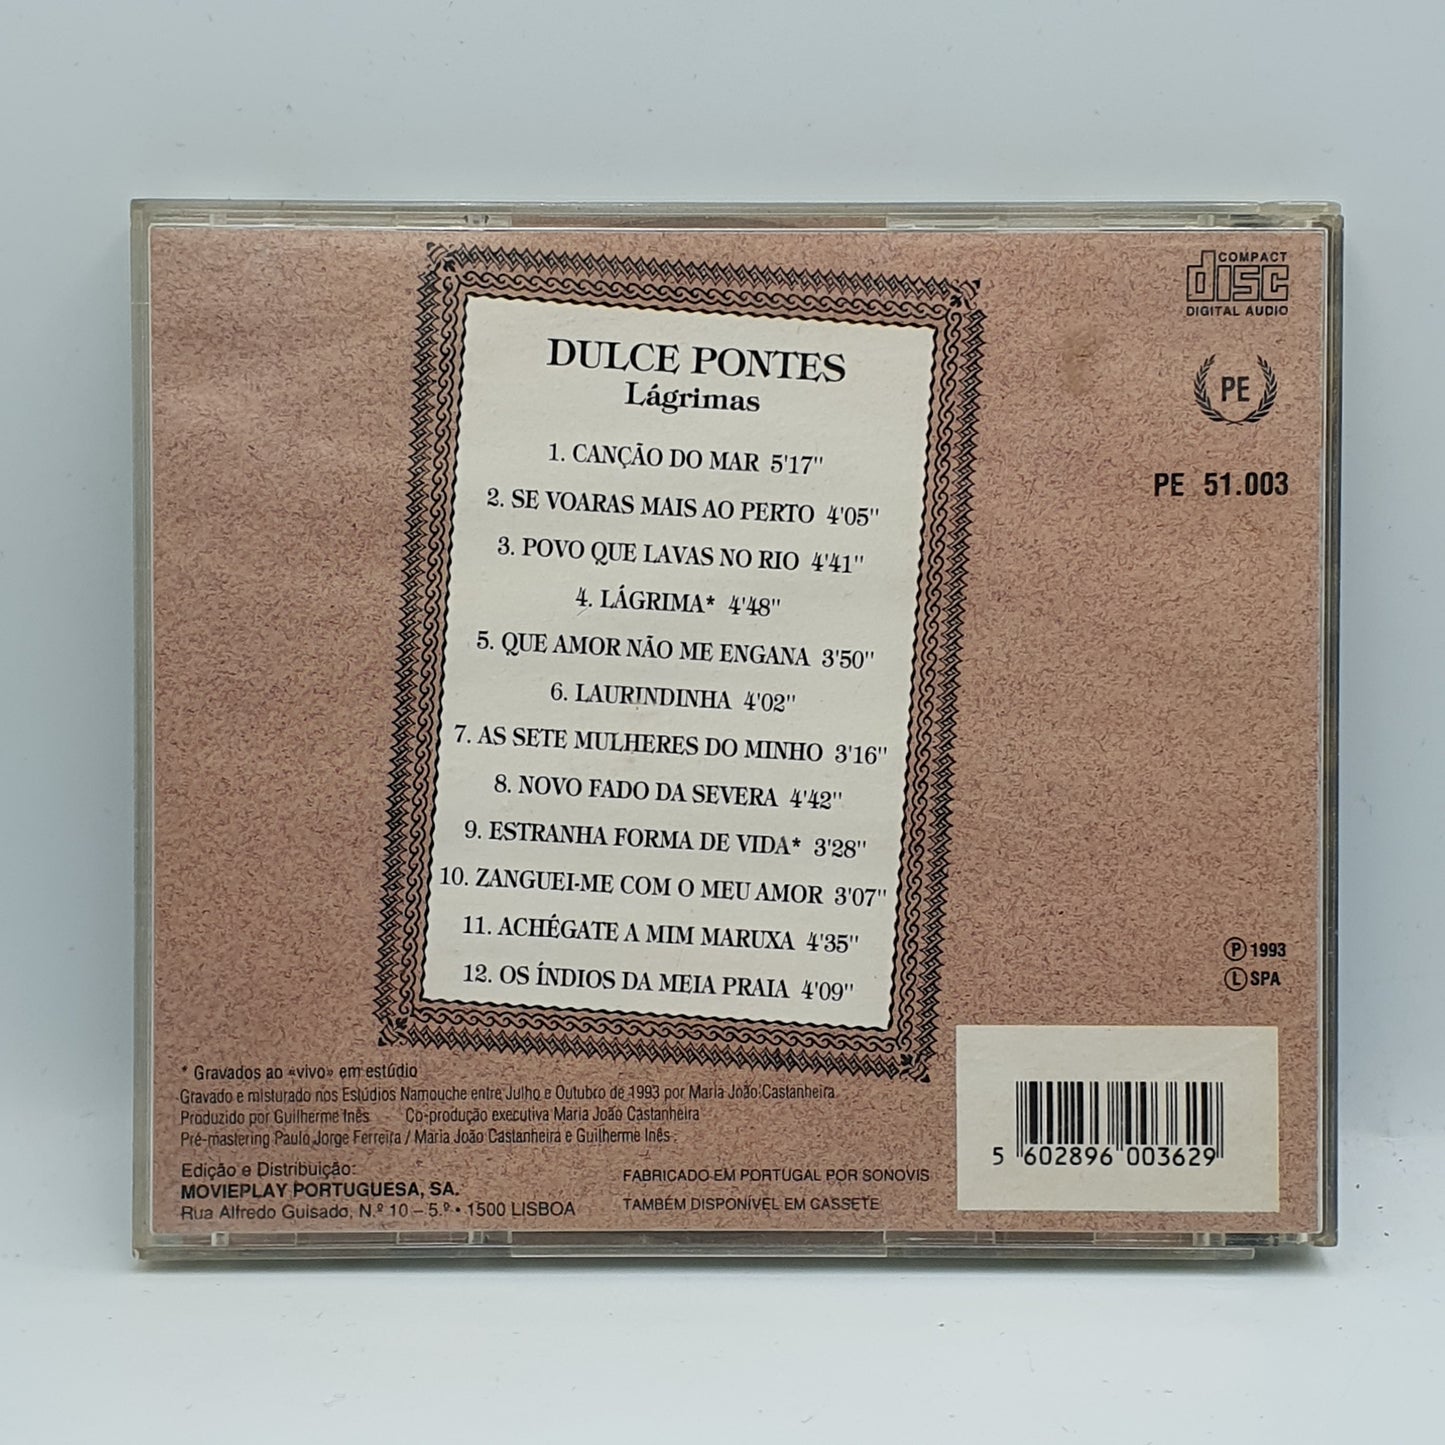 COMPACT
disc
DIGITAL AUDIO
PE
PE 51.003
DULCE PONTES
Lágrimas
1. CANÇÃO DO MAR 5'17"
2. SE VOARAS MAIS AO PERTO 4'05"
3. POVO QUE LAVAS NO RIO 4'41"
4. LÁGRIMA* 4'48"
5. QUE AMOR NÃO ME ENGANA 3'50"
6. LAURINDINHA 4'02"
7. AS SETE MULHERES DO MINHO 3'16"
8. NOVO FADO DA SEVERA 4'42"
9. ESTRANHA FORMA DE VIDA* 3'28"
10. ZANGUEI-ME COM O MEU AMOR 3'07"
11. ACHÉGATE A MIM MARUXA 4'35"
12. OS ÍNDIOS DA MEIA PRAIA 4'09"
Ⓟ 1993
Ⓛ SPA
* Gravados ao «vivo» em estúdio
Gravado e misturado nos Estúdios Namouche entre Julho e Outubro de 1993 por Maria João Castanheira
Produzido por Guilherme Inês Co-produção executiva Maria João Castanheira
Pré-mastering Paulo Jorge Ferreira / Maria João Castanheira e Guilherme Inês
Edição e Distribuição:
MOVIEPLAY PORTUGUESA, SA.
Rua Alfredo Guisado, N.º 10 – 5.º • 1500 LISBOA
FABRICADO EM PORTUGAL POR SONOVIS
TAMBÉM DISPONÍVEL EM CASSETE
5 602896 003629